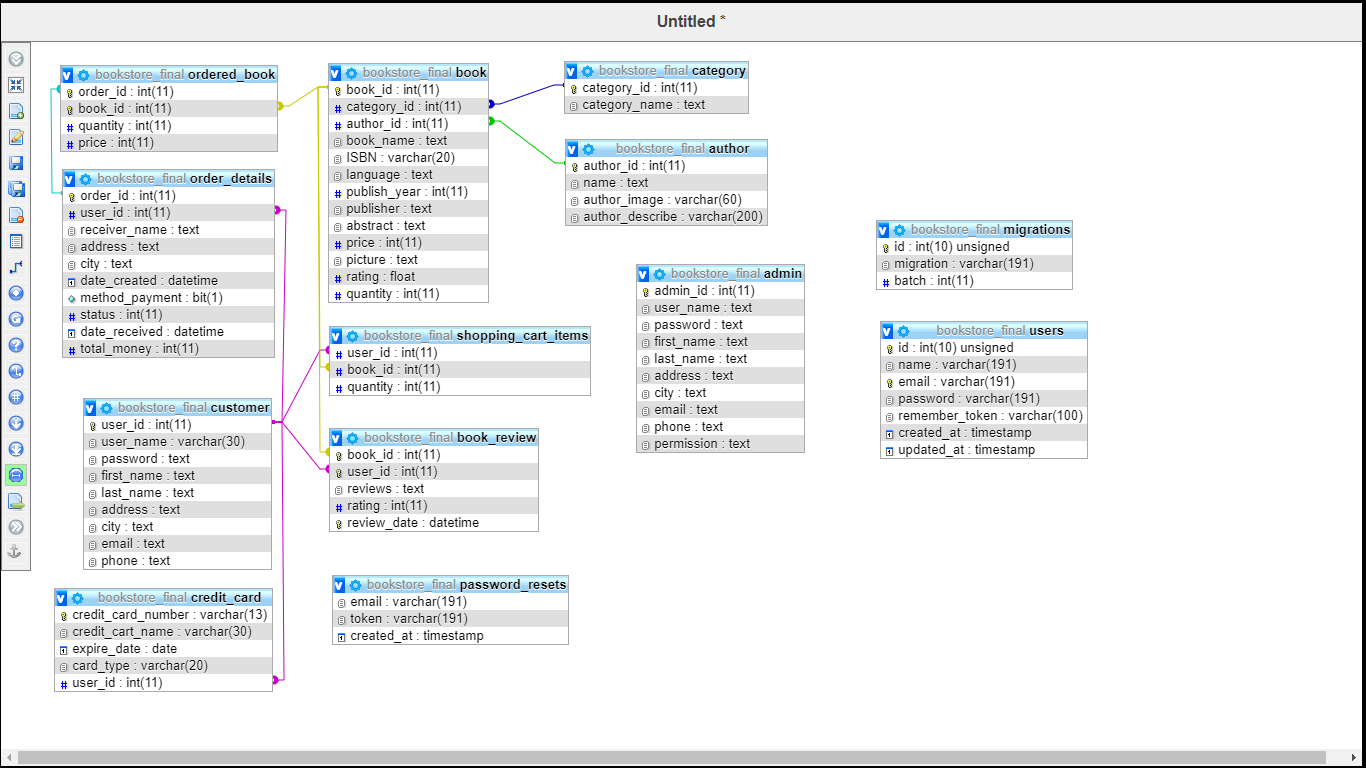 Untitled *
bookstore_final ordered_book
order_id : int(11)
book_id : int(11)
quantity : int(11)
price : int(11)
bookstore_final order_details
order_id : int(11)
user_id : int(11)
receiver_name : text
address : text
city : text
date_created : datetime
method_payment : bit(1)
status : int(11)
date_received : datetime
total_money : int(11)
bookstore_final customer
user_id : int(11)
user_name : varchar(30)
password : text
first_name : text
last_name : text
address : text
city : text
email : text
phone : text
bookstore_final credit_card
credit_card_number : varchar(13)
credit_cart_name : varchar(30)
expire_date : date
card_type : varchar(20)
user_id : int(11)
bookstore_final book
book_id : int(11)
category_id : int(11)
author_id : int(11)
book_name : text
ISBN : varchar(20)
language : text
publish_year : int(11)
publisher : text
abstract : text
price : int(11)
picture : text
rating : float
quantity : int(11)
bookstore_final shopping_cart_items
user_id : int(11)
book_id : int(11)
quantity : int(11)
bookstore_final book_review
book_id : int(11)
user_id : int(11)
reviews : text
rating : int(11)
review_date : datetime
bookstore_final password_resets
email : varchar(191)
token : varchar(191)
created_at : timestamp
bookstore_final category
category_id : int(11)
category_name : text
bookstore_final author
author_id : int(11)
name : text
author_image : varchar(60)
author_describe : varchar(200)
bookstore_final admin
admin_id : int(11)
user_name : text
password : text
first_name : text
last_name : text
address : text
city : text
email : text
phone : text
permission : text
bookstore_final migrations
id : int(10) unsigned
migration : varchar(191)
batch : int(11)
bookstore_final users
id : int(10) unsigned
name : varchar(191)
email : varchar(191)
password : varchar(191)
remember_token : varchar(100)
created_at : timestamp
updated_at : timestamp